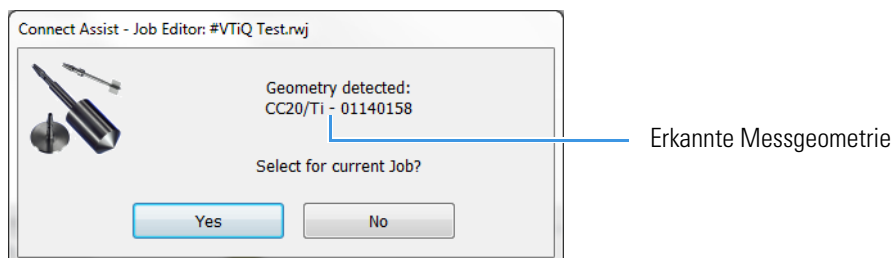 Connect Assist - Job Editor: #VTiQ Test.rwj
Geometry detected:
CC20/Ti - 01140158
Erkannte Messgeometrie
Select for current Job?
Yes
No